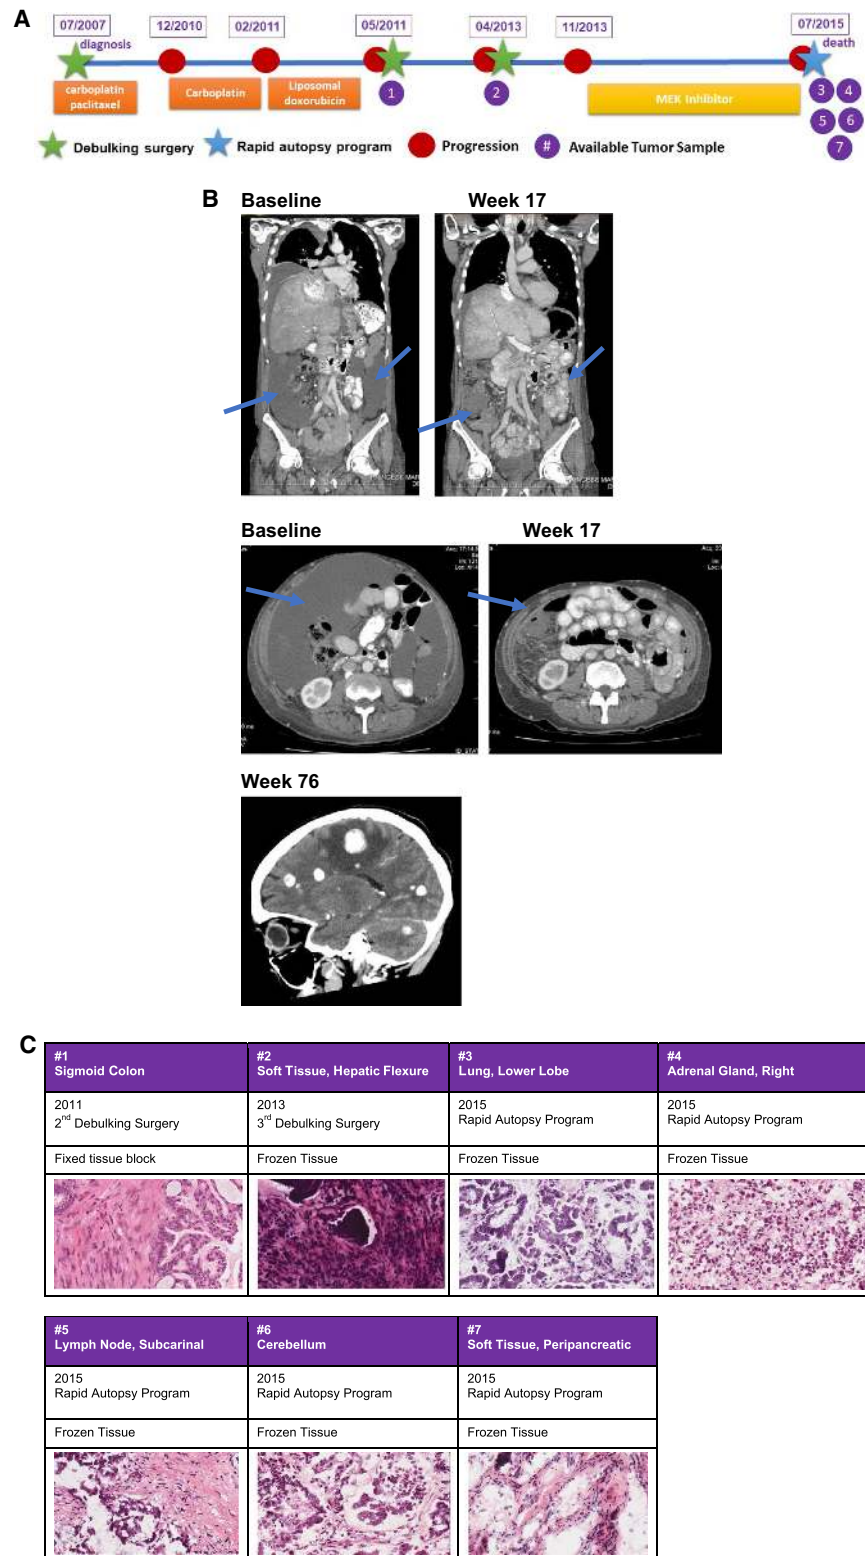 A
07/2007
12/2010
02/2011
05/2011
04/2013
11/2013
07/2015
diagnosis
death
carboplatin
paclitaxel
Carboplatin
Liposomal
doxorubicin
MEK Inhibitor
1
2
3
4
5
6
7
Debulking surgery
Rapid autopsy program
Progression
#
Available Tumor Sample
B
Baseline
Week 17
Baseline
Week 17
Week 76
C
#1
Sigmoid Colon
#2
Soft Tissue, Hepatic Flexure
#3
Lung, Lower Lobe
#4
Adrenal Gland, Right
2011
2nd Debulking Surgery
2013
3rd Debulking Surgery
2015
Rapid Autopsy Program
2015
Rapid Autopsy Program
Fixed tissue block
Frozen Tissue
Frozen Tissue
Frozen Tissue
#5
Lymph Node, Subcarinal
#6
Cerebellum
#7
Soft Tissue, Peripancreatic
2015
Rapid Autopsy Program
2015
Rapid Autopsy Program
2015
Rapid Autopsy Program
Frozen Tissue
Frozen Tissue
Frozen Tissue